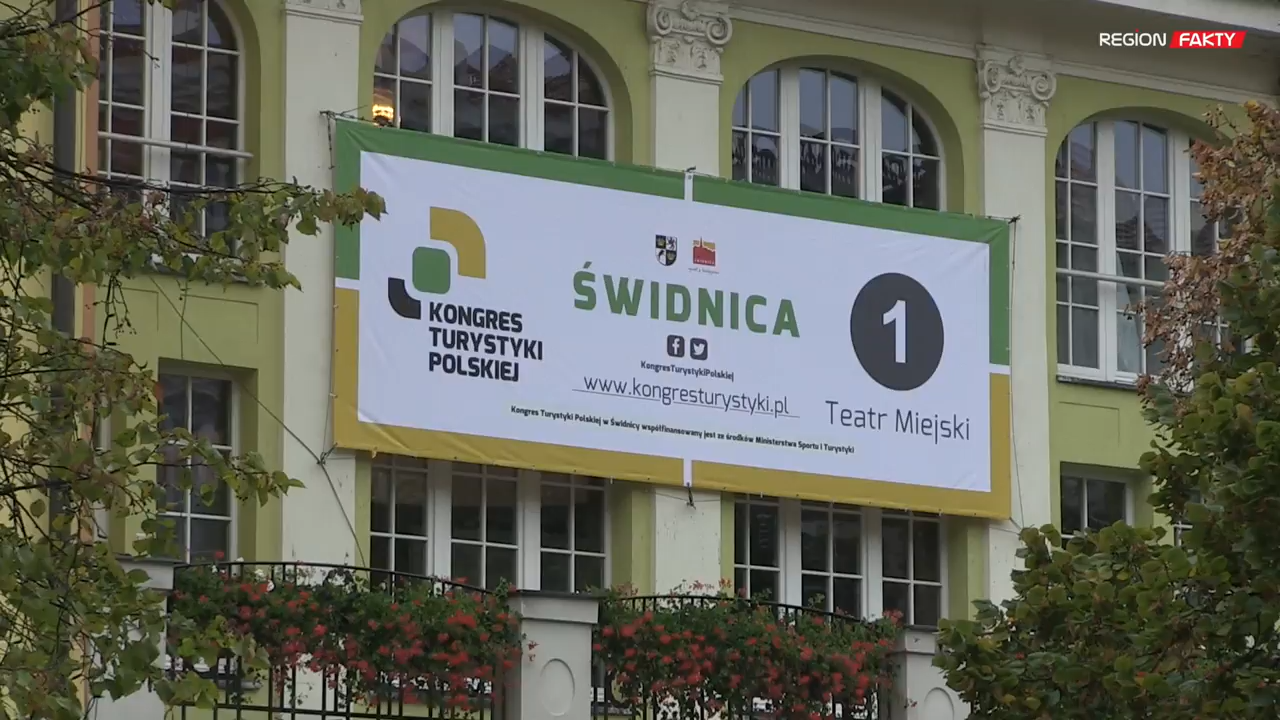 REGION FAKTY
KONGRES
TURYSTYKI
POLSKIEJ
ŚWIDNICA
KongresTurystykiPolskiej
www.kongresturystyki.pl
Kongres Turystyki Polskiej w Świdnicy współfinansowany jest ze środków Ministerstwa Sportu i Turystyki
1
Teatr Miejski